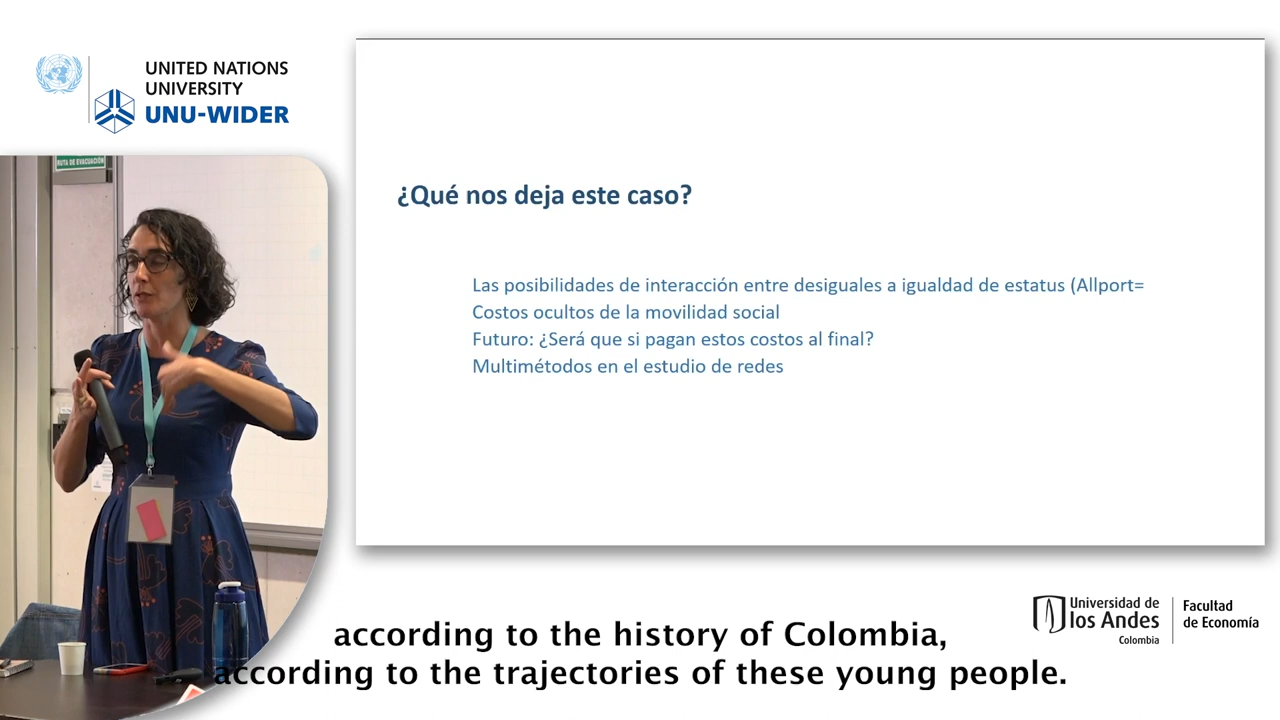 UNITED NATIONS
UNIVERSITY
UNU-WIDER
RUTA DE EVACUACIÓN
¿Qué nos deja este caso?
Las posibilidades de interacción entre desiguales a igualdad de estatus (Allport=
Costos ocultos de la movilidad social
Futuro: ¿Será que si pagan estos costos al final?
Multimétodos en el estudio de redes
Universidad de
los Andes
Colombia
Facultad
de Economía
according to the history of Colombia,
according to the trajectories of these young people.